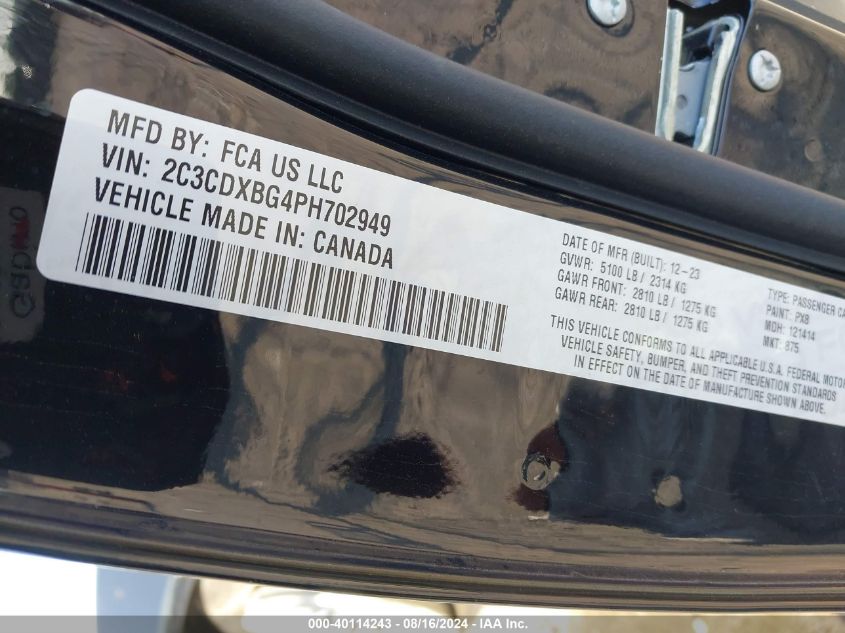 MFD BY: FCA US LLC
VIN: 2C3CDXBG4PH702949
VEHICLE MADE IN: CANADA
DATE OF MFR (BUILT): 12-23
GVWR: 5100 LB / 2314 KG
GAWR FRONT: 2810 LB / 1275 KG
GAWR REAR: 2810 LB / 1275 KG
TYPE: PASSENGER CA
PAINT: PX8
MDH: 121414
MKT: 875
THIS VEHICLE CONFORMS TO ALL APPLICABLE U.S.A. FEDERAL MOTOR
VEHICLE SAFETY, BUMPER, AND THEFT PREVENTION STANDARDS
IN EFFECT ON THE DATE OF MANUFACTURE SHOWN ABOVE.
000-40114243 - 08/16/2024 - IAA Inc.